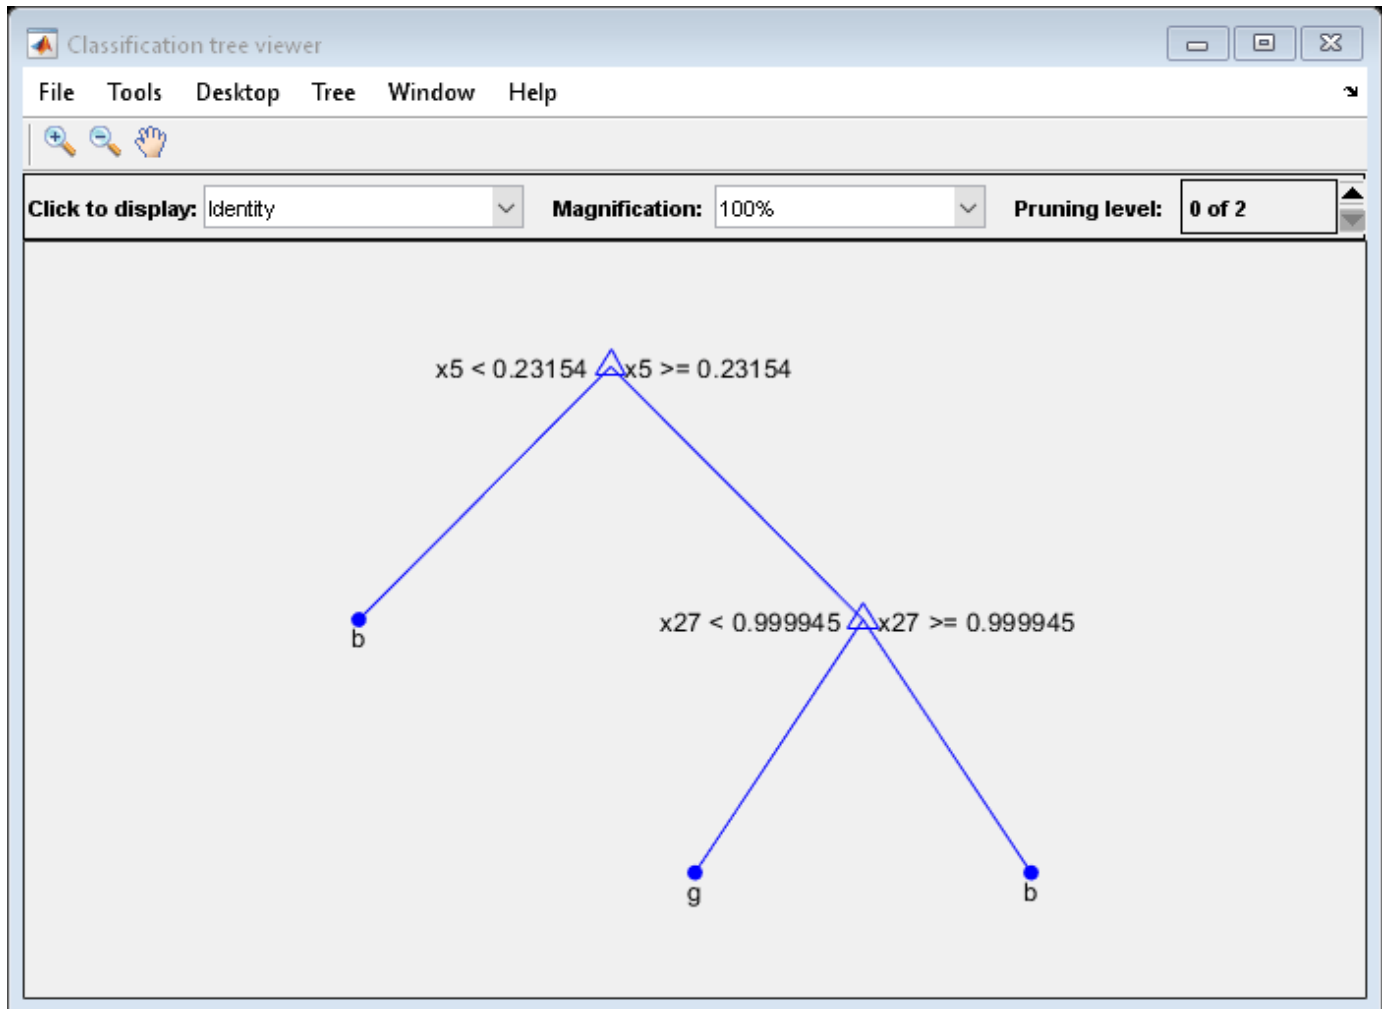 Classification tree viewer
File Tools Desktop Tree Window Help
Click to display: Identity Magnification: 100% Pruning level: 0 of 2
x5 < 0.23154 x5 >= 0.23154
b
x27 < 0.999945 x27 >= 0.999945
g
b